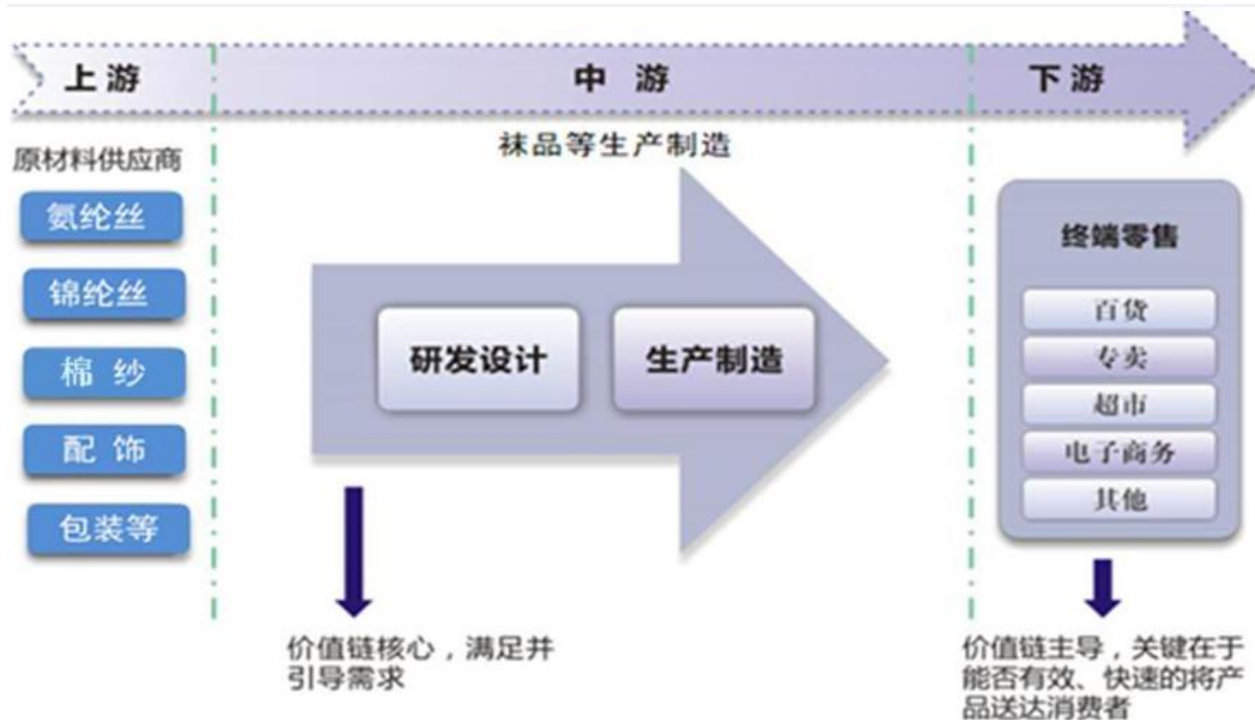 上游
中 游
下游
原材料供应商
氨纶丝
锦纶丝
棉 纱
配 饰
包装等
袜品等生产制造
研发设计
生产制造
价值链核心，满足并
引导需求
终端零售
百货
专卖
超市
电子商务
其他
价值链主导，关键在于
能否有效、快速的将产
品送达消费者